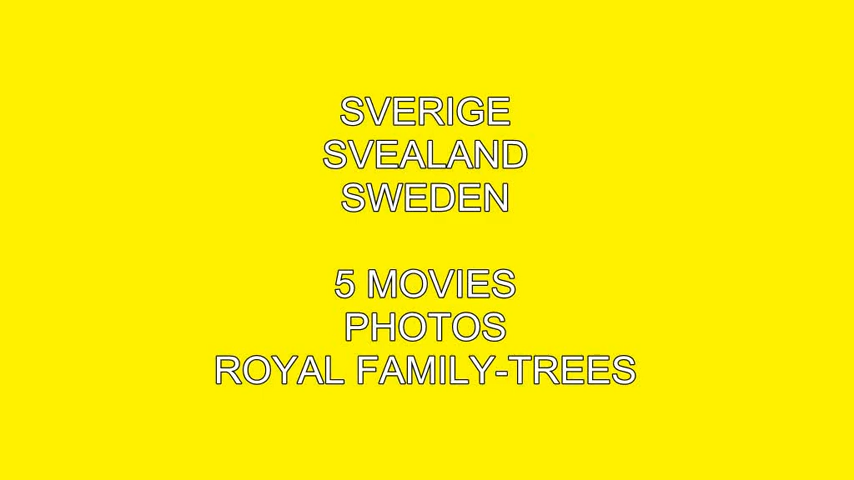 SVERIGE
SVEALAND
SWEDEN
5 MOVIES
PHOTOS
ROYAL FAMILY-TREES